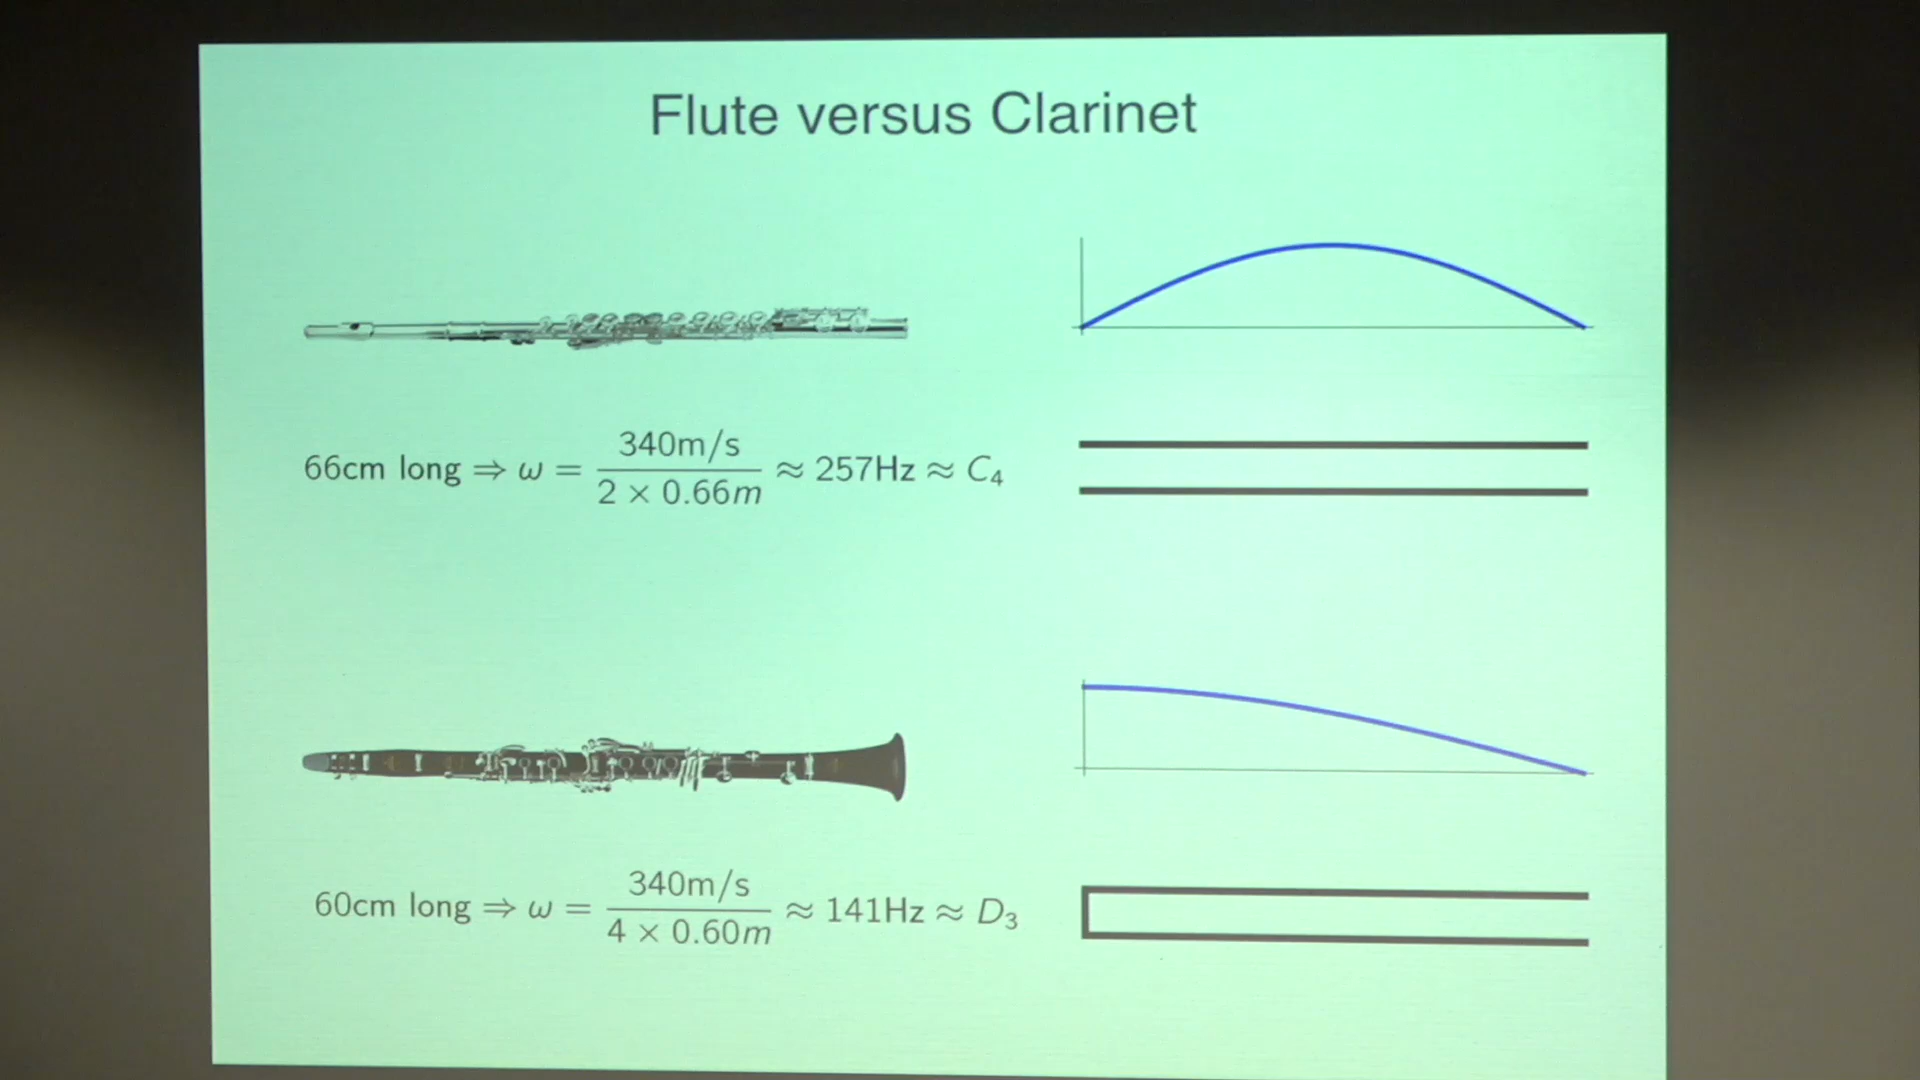 Flute versus Clarinet
66cm long ⇒ ω = 340m/s / 2 × 0.66m ≈ 257Hz ≈ C₄
60cm long ⇒ ω = 340m/s / 4 × 0.60m ≈ 141Hz ≈ D₃